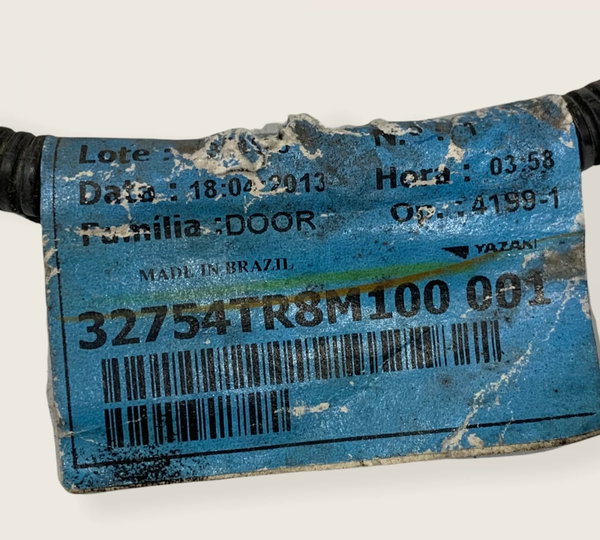 Lote :
Data : 18.04.2013 Hora : 03.58
Família :DOOR Op. : 4199-1
YAZAKI
MADE IN BRAZIL
32754TR8M100 001